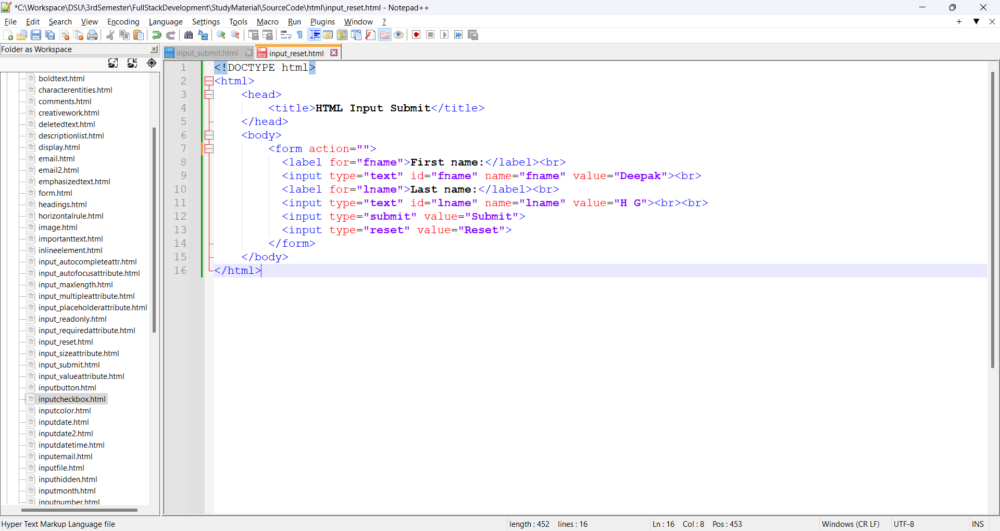 *C:\Workspace\DSU\3rdSemester\FullStackDevelopment\StudyMaterial\SourceCode\html\input_reset.html - Notepad++
File Edit Search View Encoding Language Settings Tools Macro Run Plugins Window ?
Folder as Workspace
input_submit.html input_reset.html
boldtext.html
characterentities.html
comments.html
creativework.html
deletedtext.html
descriptionlist.html
display.html
email.html
email2.html
emphasizedtext.html
form.html
headings.html
horizontalrule.html
image.html
importanttext.html
inlineelement.html
input_autocompleteattr.html
input_autofocusattribute.html
input_maxlength.html
input_multipleattribute.html
input_placeholderattribute.html
input_readonly.html
input_requiredattribute.html
input_reset.html
input_sizeattribute.html
input_submit.html
input_valueattribute.html
inputbutton.html
inputcheckbox.html
inputcolor.html
inputdate.html
inputdate2.html
inputdatetime.html
inputemail.html
inputfile.html
inputhidden.html
inputmonth.html
inputnumber.html
1 <!DOCTYPE html>
2 <html>
3 <head>
4 <title>HTML Input Submit</title>
5 </head>
6 <body>
7 <form action="">
8 <label for="fname">First name:</label><br>
9 <input type="text" id="fname" name="fname" value="Deepak"><br>
10 <label for="lname">Last name:</label><br>
11 <input type="text" id="lname" name="lname" value="H G"><br><br>
12 <input type="submit" value="Submit">
13 <input type="reset" value="Reset">
14 </form>
15 </body>
16 </html>
Hyper Text Markup Language file length : 452 lines : 16 Ln : 16 Col : 8 Pos : 453 Windows (CR LF) UTF-8 INS